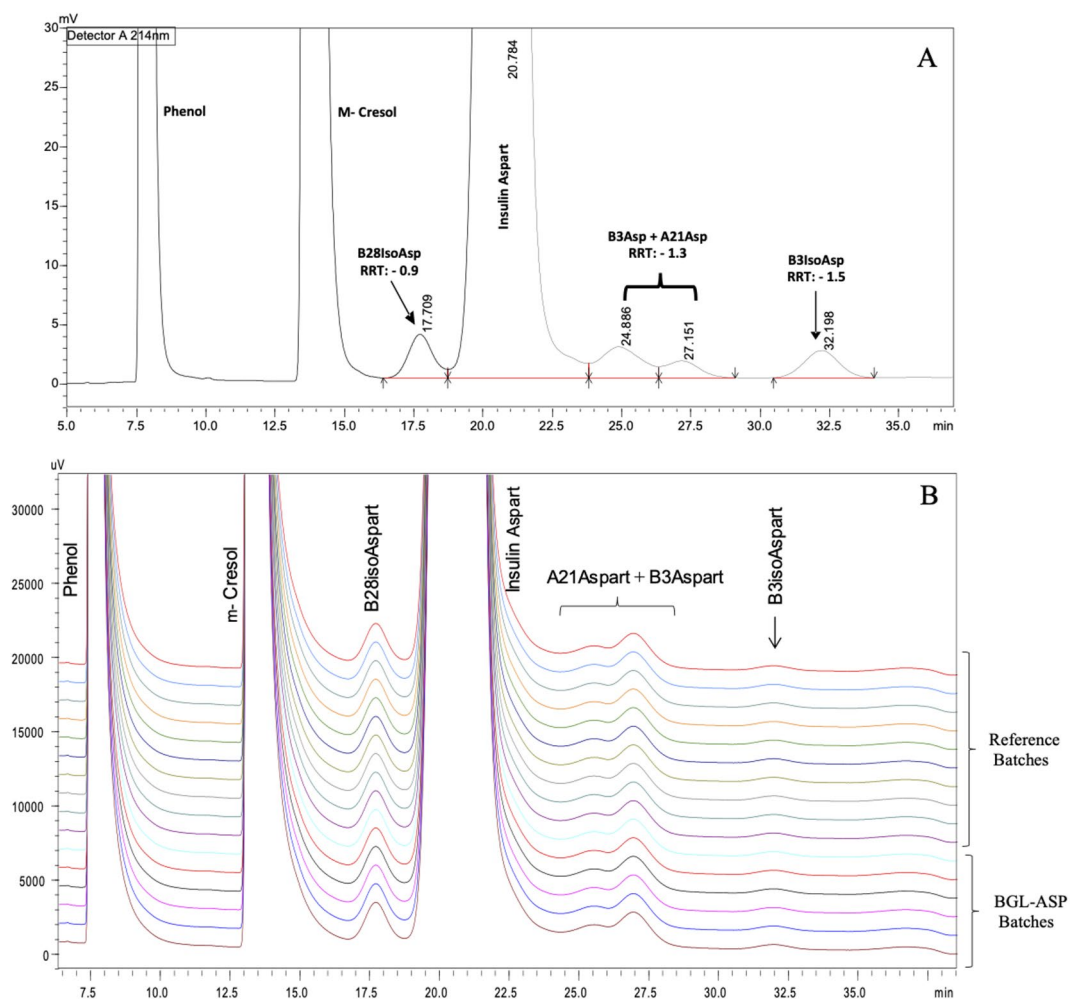 mV
30
Detector A 214nm
A
25
20
15
10
5
0
Phenol
M- Cresol
Insulin Aspart
20.784
B28IsoAsp
RRT: - 0.9
17.709
B3Asp + A21Asp
RRT: - 1.3
24.886
27.151
B3IsoAsp
RRT: - 1.5
32.198
5.0 7.5 10.0 12.5 15.0 17.5 20.0 22.5 25.0 27.5 30.0 32.5 35.0 min
uV
B
30000
25000
20000
15000
10000
5000
0
Phenol
m- Cresol
B28isoAspart
Insulin Aspart
A21Aspart + B3Aspart
B3isoAspart
Reference
Batches
BGL-ASP
Batches
7.5 10.0 12.5 15.0 17.5 20.0 22.5 25.0 27.5 30.0 32.5 35.0 min